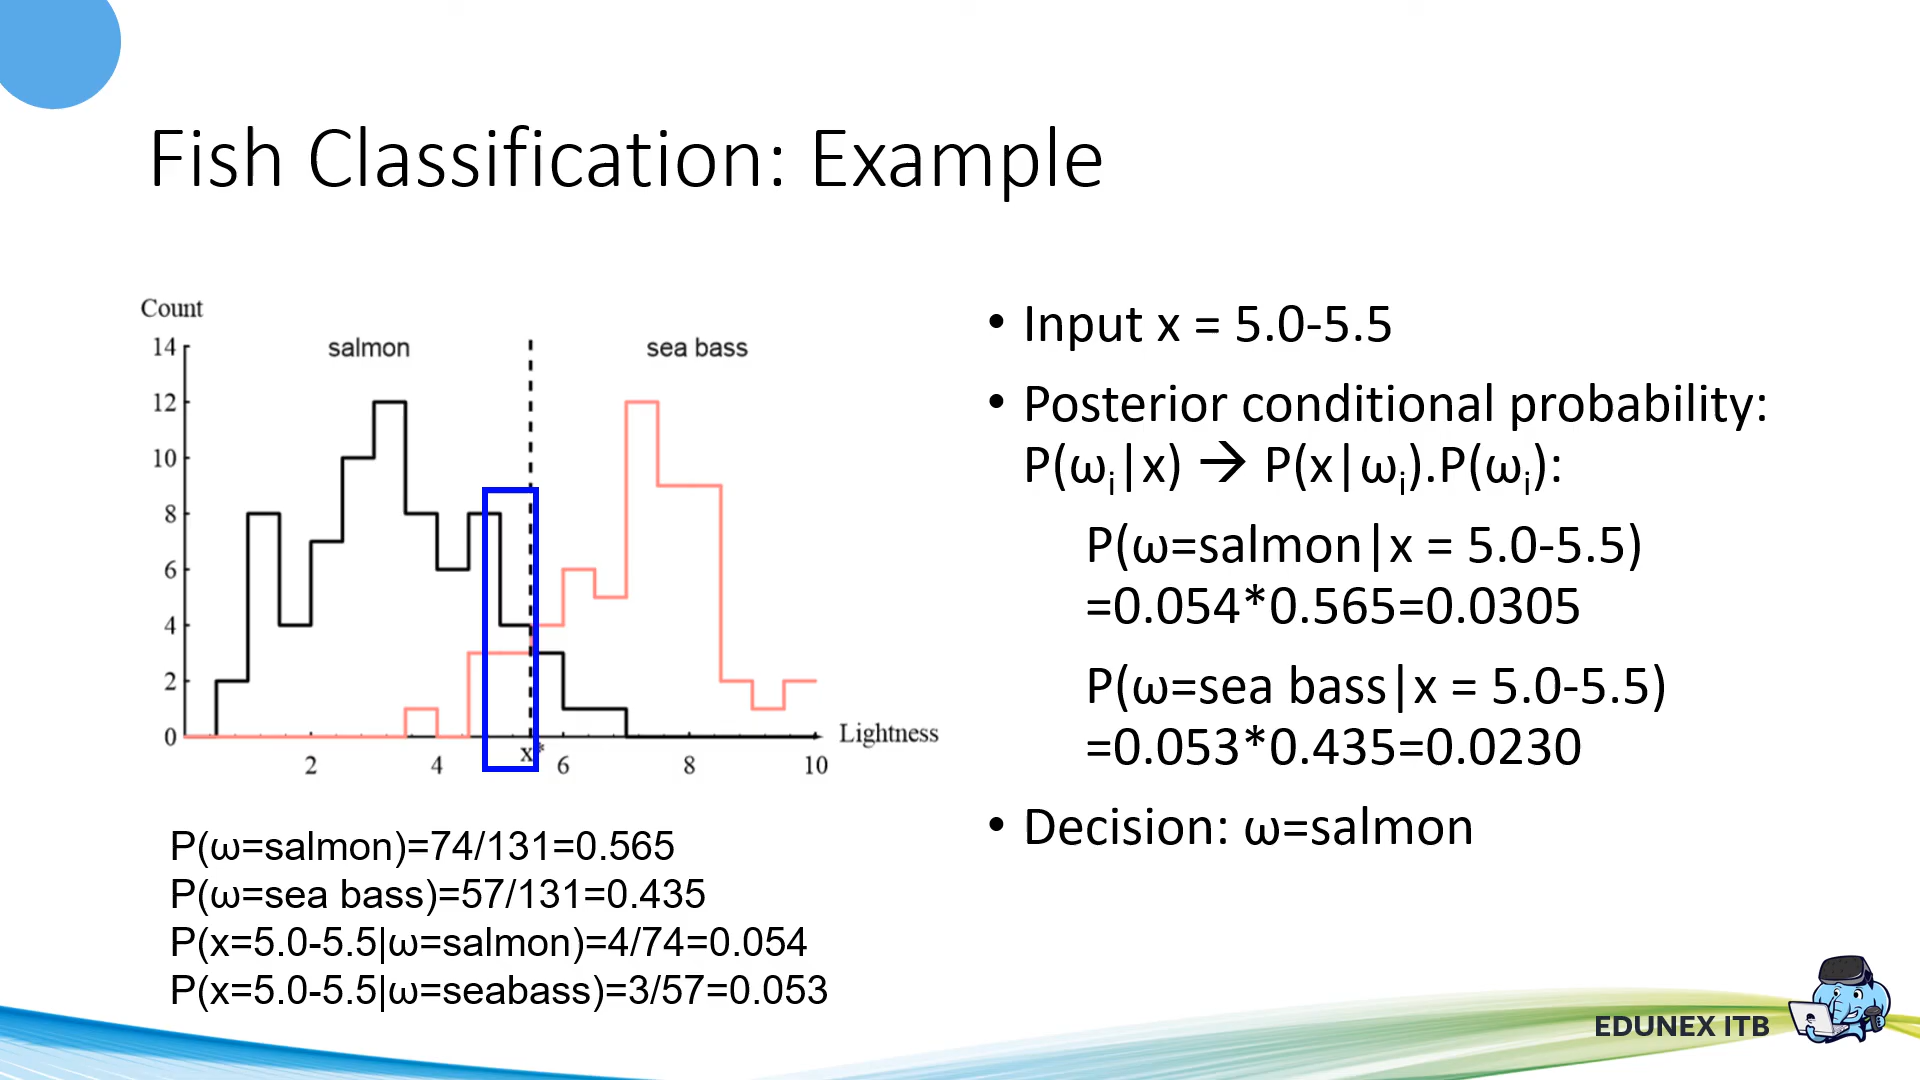 Fish Classification: Example
Count
salmon
sea bass
14
12
10
8
6
4
2
0
2
4
x*
6
8
10
Lightness
P(ω=salmon)=74/131=0.565
P(ω=sea bass)=57/131=0.435
P(x=5.0-5.5|ω=salmon)=4/74=0.054
P(x=5.0-5.5|ω=seabass)=3/57=0.053
• Input x = 5.0-5.5
• Posterior conditional probability:
P(ωᵢ|x) → P(x|ωᵢ).P(ωᵢ):
P(ω=salmon|x = 5.0-5.5)
=0.054*0.565=0.0305
P(ω=sea bass|x = 5.0-5.5)
=0.053*0.435=0.0230
• Decision: ω=salmon
EDUNEX ITB